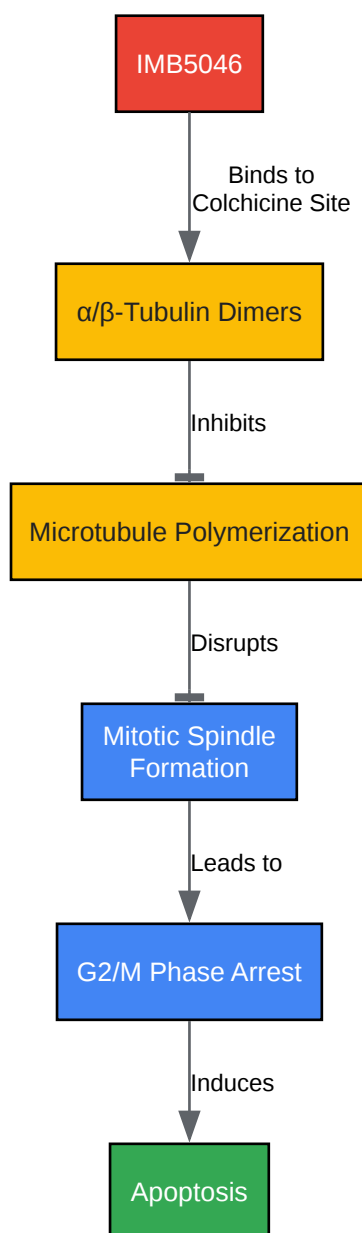 IMB5046
Binds to
Colchicine Site
α/β-Tubulin Dimers
Inhibits
Microtubule Polymerization
Disrupts
Mitotic Spindle
Formation
Leads to
G2/M Phase Arrest
Induces
Apoptosis